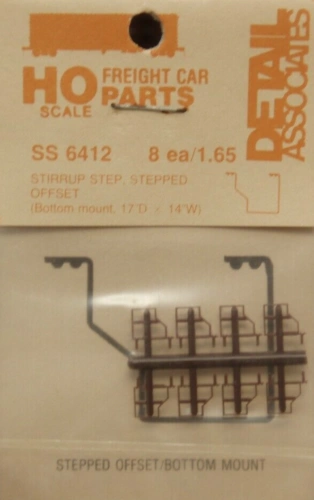 HO
SCALE
FREIGHT CAR
PARTS
DETAIL
ASSOCIATES
SS 6412 8 ea/1.65
STIRRUP STEP, STEPPED
OFFSET
(Bottom mount, 17"D x 14"W)
STEPPED OFFSET/BOTTOM MOUNT